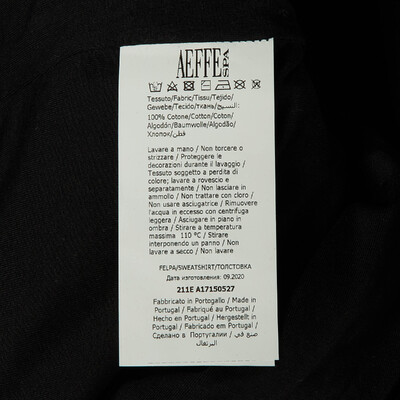 AEFFE SPA
Tessuto/Fabric/Tissu/Tejido/
Gewebe/Tecido/ткань/النسيج
100% Cotone/Cotton/Coton/
Algodón/Baumwolle/Algodão/
Хлопок/قطن
Lavare a mano / Non torcere o
strizzare / Proteggere le
decorazioni durante il lavaggio /
Tessuto soggetto a perdita di
colore; lavare a rovescio e
separatamente / Non lasciare in
ammollo / Non trattare con cloro /
Non usare asciugatrice / Rimuovere
l'acqua in eccesso con centrifuga
leggera / Asciugare in piano in
ombra / Stirare a temperatura
massima 110 °C / Stirare
interponendo un panno / Non
lavare a secco / Non lavare
FELPA/SWEATSHIRT/ТОЛСТОВКА
Дата изготовления: 09.2020
211E A17150527
Fabbricato in Portogallo / Made in
Portugal / Fabriqué au Portugal /
Hecho en Portugal / Hergestellt in
Portugal / Fabricado em Portugal /
Сделано в Португалии / صنع في
البرتغال